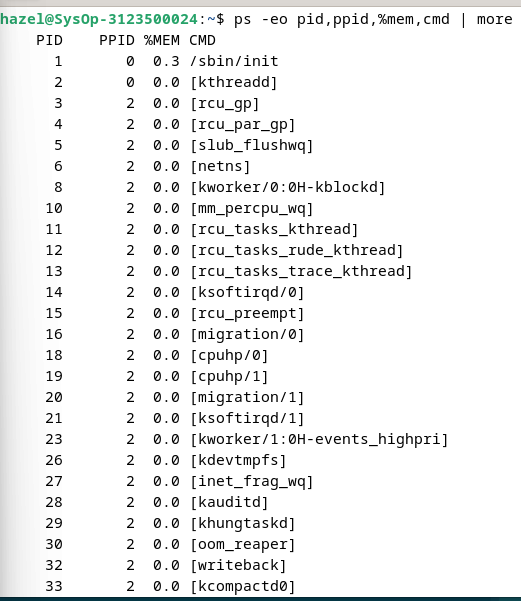 hazel@SysOp-3123500024:~$ ps -eo pid,ppid,%mem,cmd | more
PID PPID %MEM CMD
1 0 0.3 /sbin/init
2 0 0.0 [kthreadd]
3 2 0.0 [rcu_gp]
4 2 0.0 [rcu_par_gp]
5 2 0.0 [slub_flushwq]
6 2 0.0 [netns]
8 2 0.0 [kworker/0:0H-kblockd]
10 2 0.0 [mm_percpu_wq]
11 2 0.0 [rcu_tasks_kthread]
12 2 0.0 [rcu_tasks_rude_kthread]
13 2 0.0 [rcu_tasks_trace_kthread]
14 2 0.0 [ksoftirqd/0]
15 2 0.0 [rcu_preempt]
16 2 0.0 [migration/0]
18 2 0.0 [cpuhp/0]
19 2 0.0 [cpuhp/1]
20 2 0.0 [migration/1]
21 2 0.0 [ksoftirqd/1]
23 2 0.0 [kworker/1:0H-events_highpri]
26 2 0.0 [kdevtmpfs]
27 2 0.0 [inet_frag_wq]
28 2 0.0 [kauditd]
29 2 0.0 [khungtaskd]
30 2 0.0 [oom_reaper]
32 2 0.0 [writeback]
33 2 0.0 [kcompactd0]